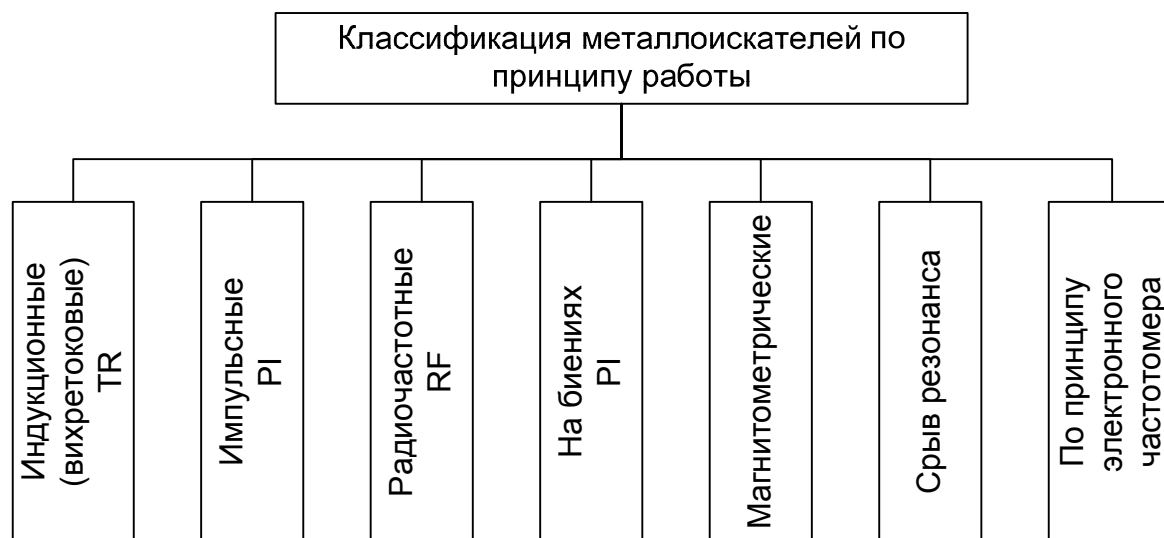 Классификация металлоискателей по
принципу работы
Индукционные
(вихретоковые)
TR
Импульсные
PI
Радиочастотные
RF
На биениях
PI
Магнитометрические
Срыв резонанса
По принципу
электронного
частотомера